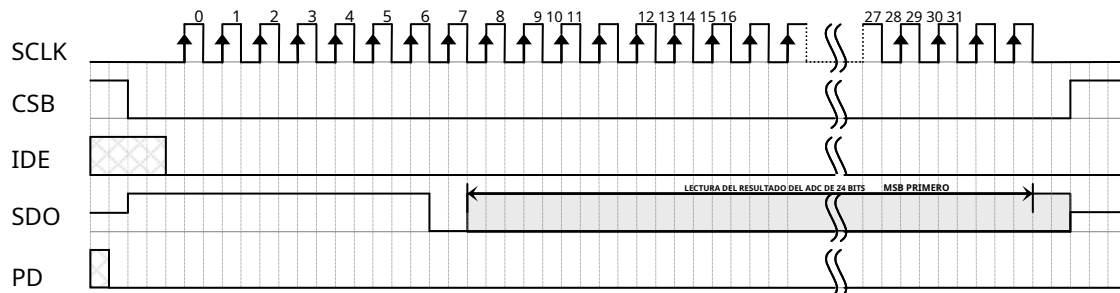 0 1 2 3 4 5 6 7 8 9 10 11 12 13 14 15 16 27 28 29 30 31
SCLK
CSB
IDE
LECTURA DEL RESULTADO DEL ADC DE 24 BITS MSB PRIMERO
SDO
PD